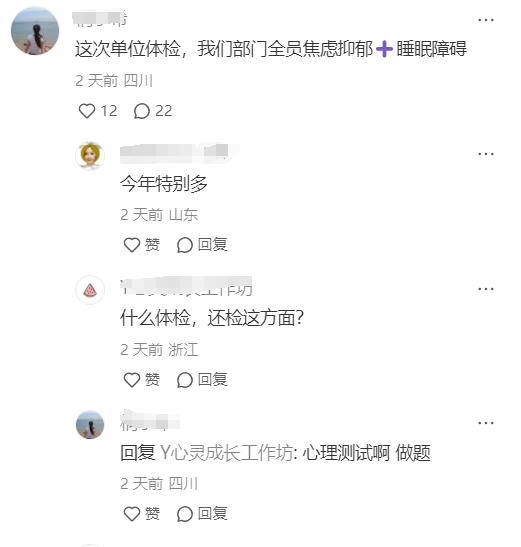 这次单位体检，我们部门全员焦虑抑郁➕睡眠障碍
2 天前 四川
12 22
今年特别多
2 天前 山东
赞 回复
什么体检，还检这方面？
2 天前 浙江
赞 回复
回复 Y心灵成长工作坊: 心理测试啊 做题
2 天前 四川
赞 回复